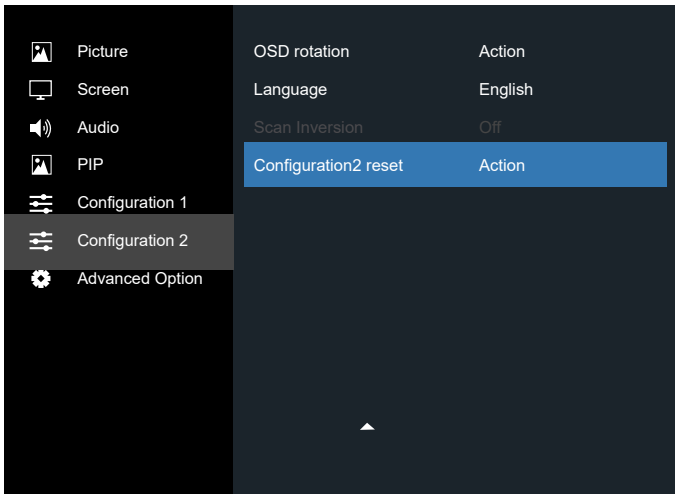 Picture
Screen
Audio
PIP
Configuration 1
Configuration 2
Advanced Option
OSD rotation Action
Language English
Scan Inversion Off
Configuration2 reset Action